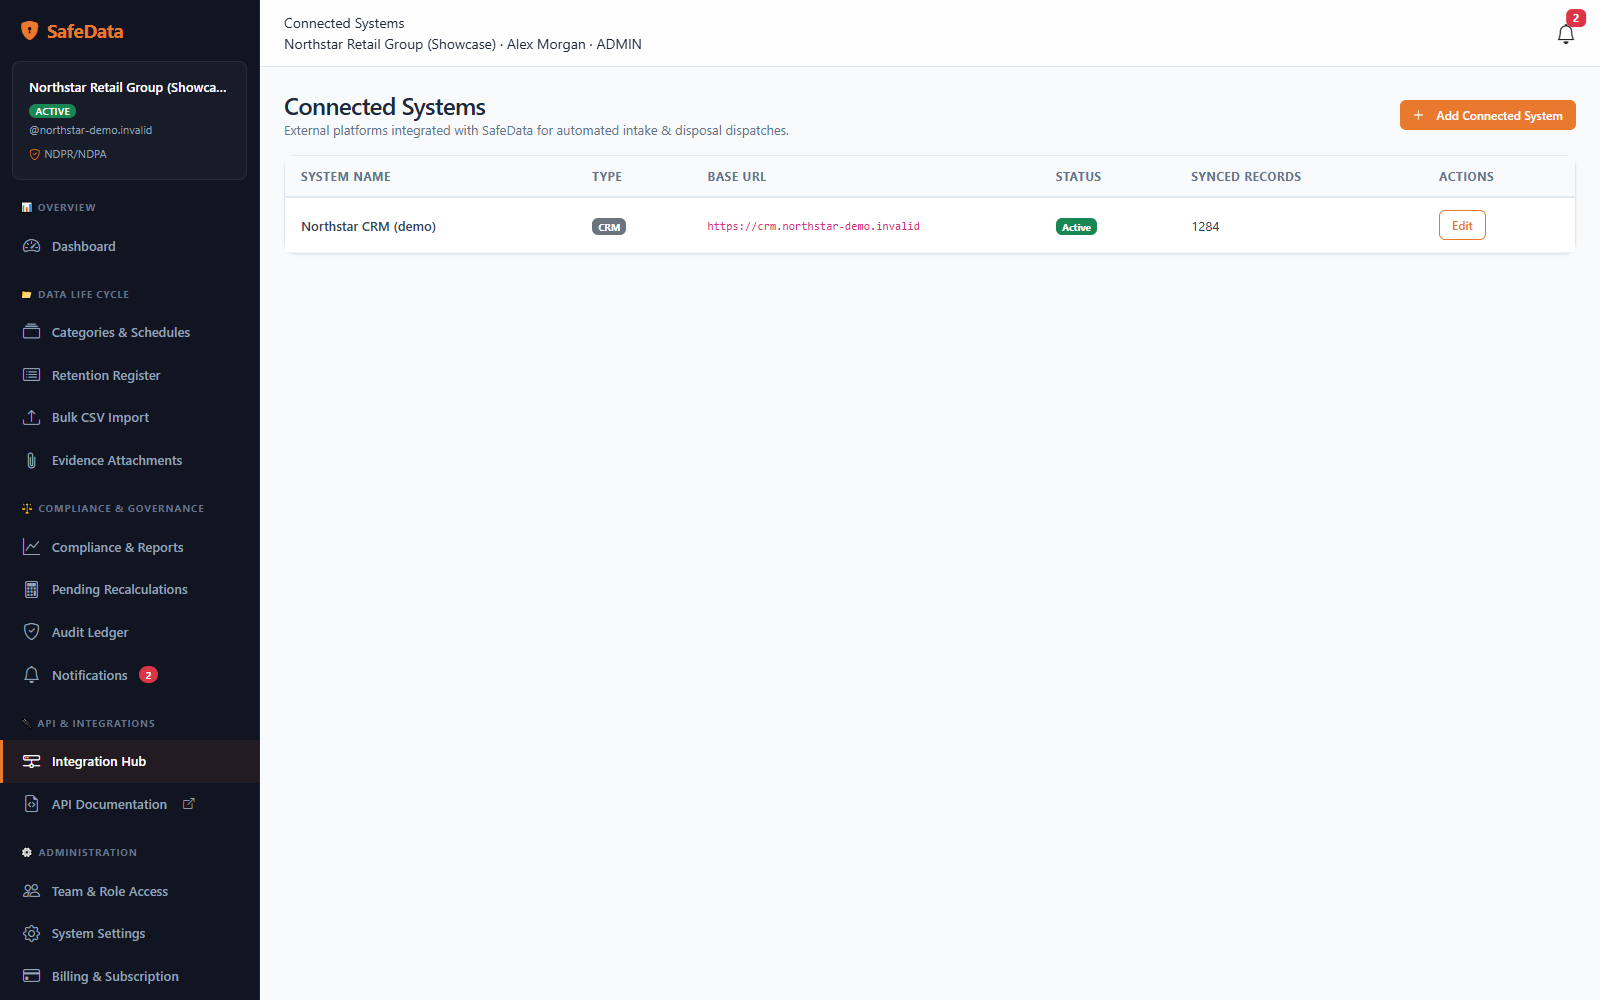 SafeData
Northstar Retail Group (Showca...
ACTIVE
@northstar-demo.invalid
NDPR/NDPA
OVERVIEW
Dashboard
DATA LIFE CYCLE
Categories & Schedules
Retention Register
Bulk CSV Import
Evidence Attachments
COMPLIANCE & GOVERNANCE
Compliance & Reports
Pending Recalculations
Audit Ledger
Notifications 2
API & INTEGRATIONS
Integration Hub
API Documentation
ADMINISTRATION
Team & Role Access
System Settings
Billing & Subscription
Connected Systems
Northstar Retail Group (Showcase) · Alex Morgan · ADMIN
2
Connected Systems
External platforms integrated with SafeData for automated intake & disposal dispatches.
+ Add Connected System
SYSTEM NAME TYPE BASE URL STATUS SYNCED RECORDS ACTIONS
Northstar CRM (demo) CRM https://crm.northstar-demo.invalid Active 1284 Edit